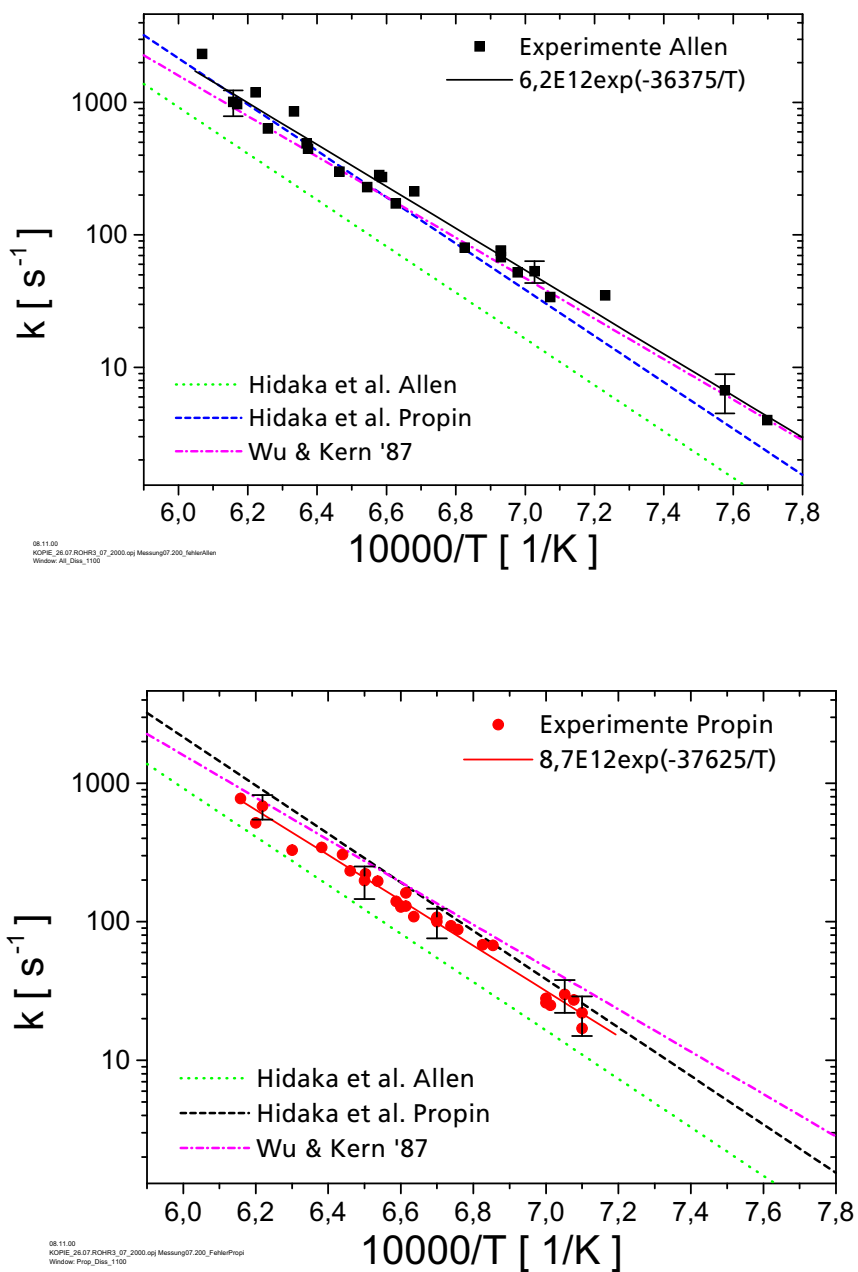 Experimente Allen
6,2E12exp(-36375/T)
1000
100
10
k [ s⁻¹ ]
Hidaka et al. Allen
Hidaka et al. Propin
Wu & Kern '87
6,0 6,2 6,4 6,6 6,8 7,0 7,2 7,4 7,6 7,8
10000/T [ 1/K ]
08.11.00
KOPIE_26.07.ROHR3_07_2000.opj Messung07.200_fehlerAllen
Window: All_Diss_1100
Experimente Propin
8,7E12exp(-37625/T)
1000
100
10
k [ s⁻¹ ]
Hidaka et al. Allen
Hidaka et al. Propin
Wu & Kern '87
6,0 6,2 6,4 6,6 6,8 7,0 7,2 7,4 7,6 7,8
10000/T [ 1/K ]
08.11.00
KOPIE_26.07.ROHR3_07_2000.opj Messung07.200_FehlerPropi
Window: Prop_Diss_1100